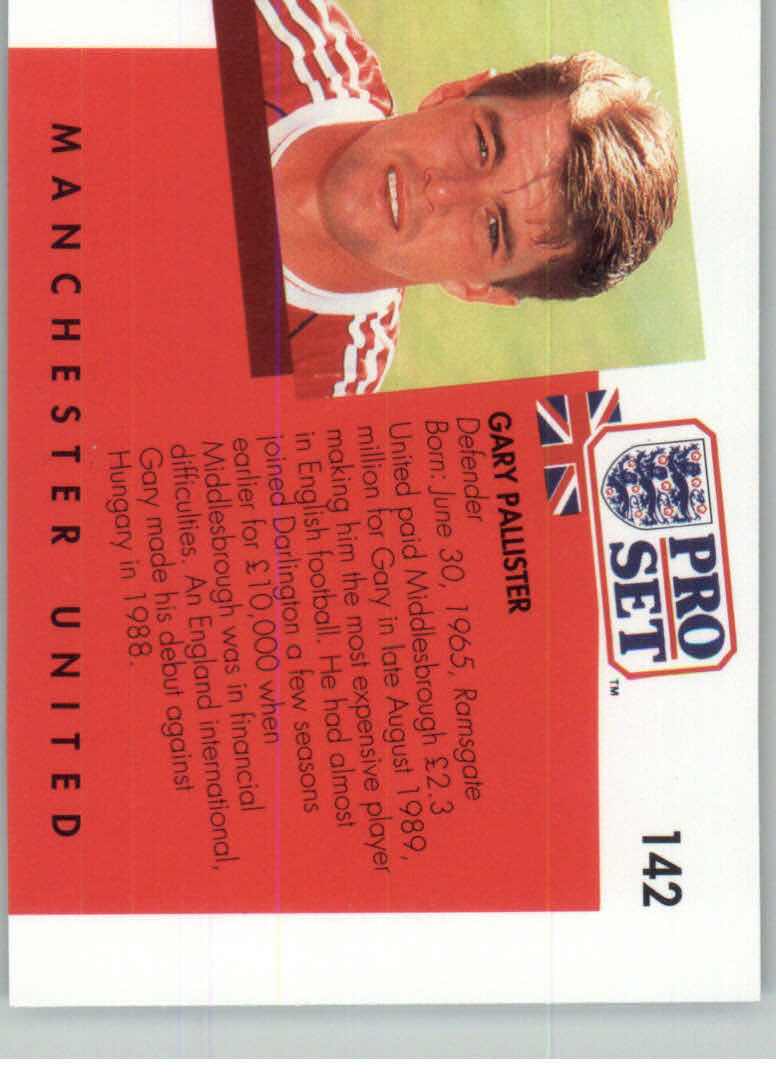 PRO
SET
™
142
GARY PALLISTER
Defender
Born: June 30, 1965, Ramsgate
United paid Middlesbrough £2.3
million for Gary in late August 1989,
making him the most expensive player
in English football. He had almost
joined Darlington a few seasons
earlier for £10,000 when
Middlesbrough was in financial
difficulties. An England international,
Gary made his debut against
Hungary in 1988.
MANCHESTER UNITED